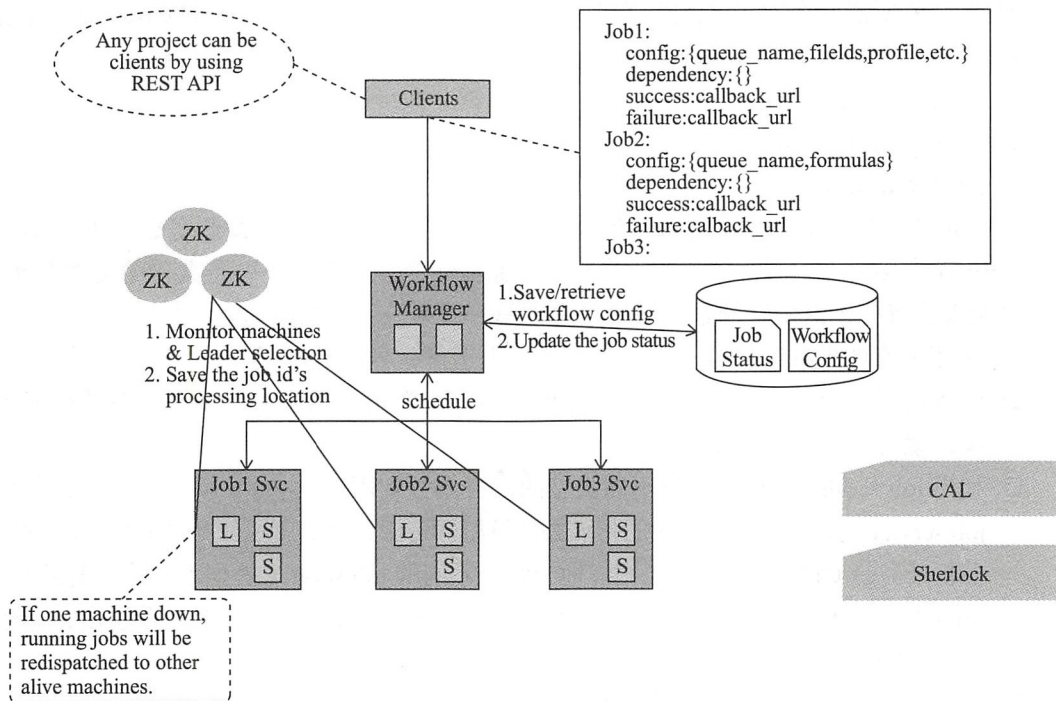 Any project can be
clients by using
REST API
Clients
Job1:
config:{queue_name,fileIds,profile,etc.}
dependency:{}
success:callback_url
failure:callback_url
Job2:
config:{queue_name,formulas}
dependency:{}
success:callback_url
failure:calback_url
Job3:
ZK
ZK
ZK
Workflow
Manager
1.Save/retrieve
workflow config
2.Update the job status
Job
Status
Workflow
Config
1. Monitor machines
& Leader selection
2. Save the job id's
processing location
schedule
Job1 Svc
L
S
S
Job2 Svc
L
S
S
Job3 Svc
L
S
S
CAL
Sherlock
If one machine down,
running jobs will be
redispatched to other
alive machines.